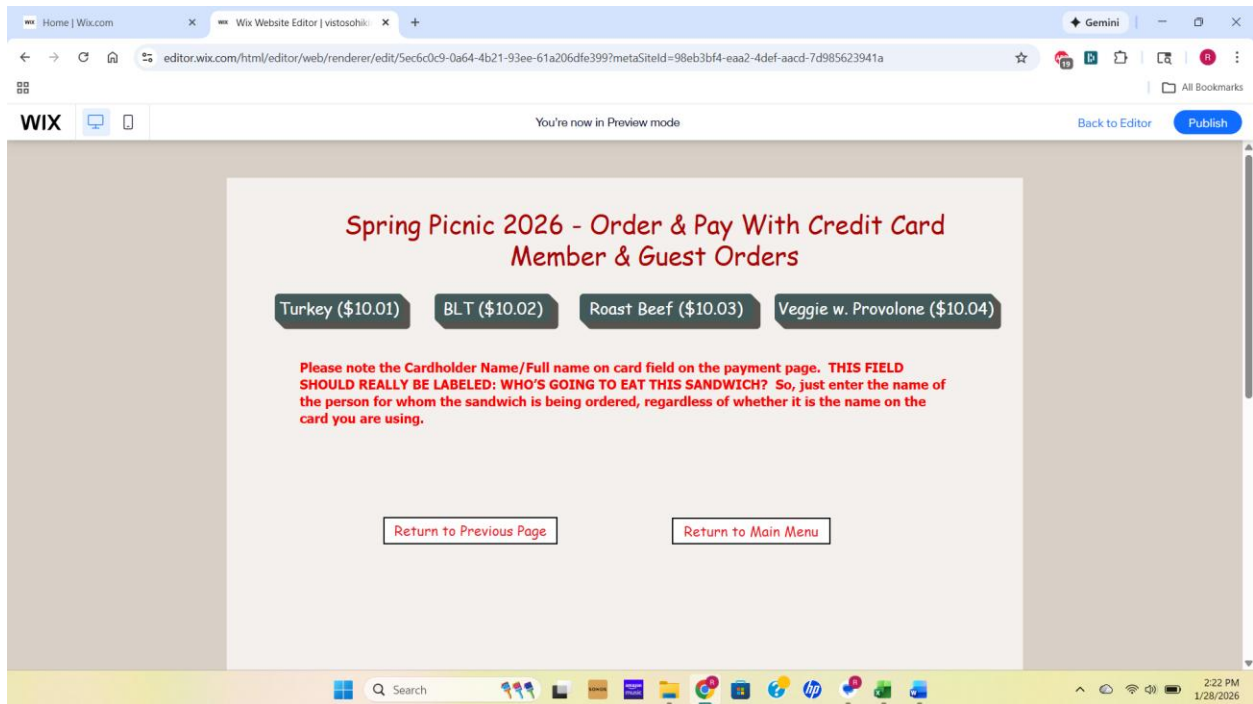 Home | Wix.com
Wix Website Editor | vistosohiki
Gemini
editor.wix.com/html/editor/web/renderer/edit/5ec6c0c9-0a64-4b21-93ee-61a206dfe399?metaSiteId=98eb3bf4-eaa2-4def-aacd-7d985623941a
19
R
All Bookmarks
WIX
You're now in Preview mode
Back to Editor
Publish
Spring Picnic 2026 - Order & Pay With Credit Card
Member & Guest Orders
Turkey ($10.01)
BLT ($10.02)
Roast Beef ($10.03)
Veggie w. Provolone ($10.04)
Please note the Cardholder Name/Full name on card field on the payment page.  THIS FIELD
SHOULD REALLY BE LABELED: WHO'S GOING TO EAT THIS SANDWICH?  So, just enter the name of
the person for whom the sandwich is being ordered, regardless of whether it is the name on the
card you are using.
Return to Previous Page
Return to Main Menu
Search
SONOS
amazon music
hp
2:22 PM
1/28/2026